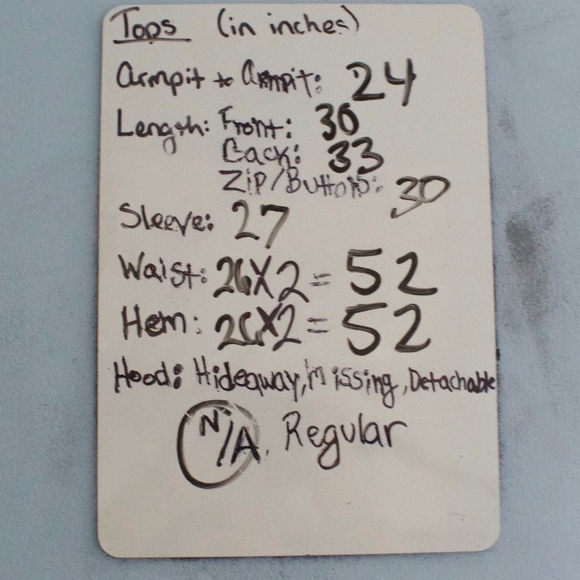 Tops (in inches)
Armpit to Armpit: 24
Length: Front: 30
Back: 33
Zip/Buttons: 30
Sleeve: 27
Waist: 26X2 = 52
Hem: 26X2 = 52
Hood: Hideaway, Missing, Detachable
N/A, Regular